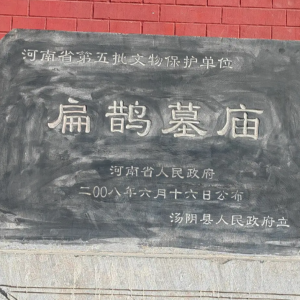 河南省第五批文物保护单位
扁鹊墓庙
河南省人民政府
二〇〇八年六月十六日公布
汤阴县人民政府立